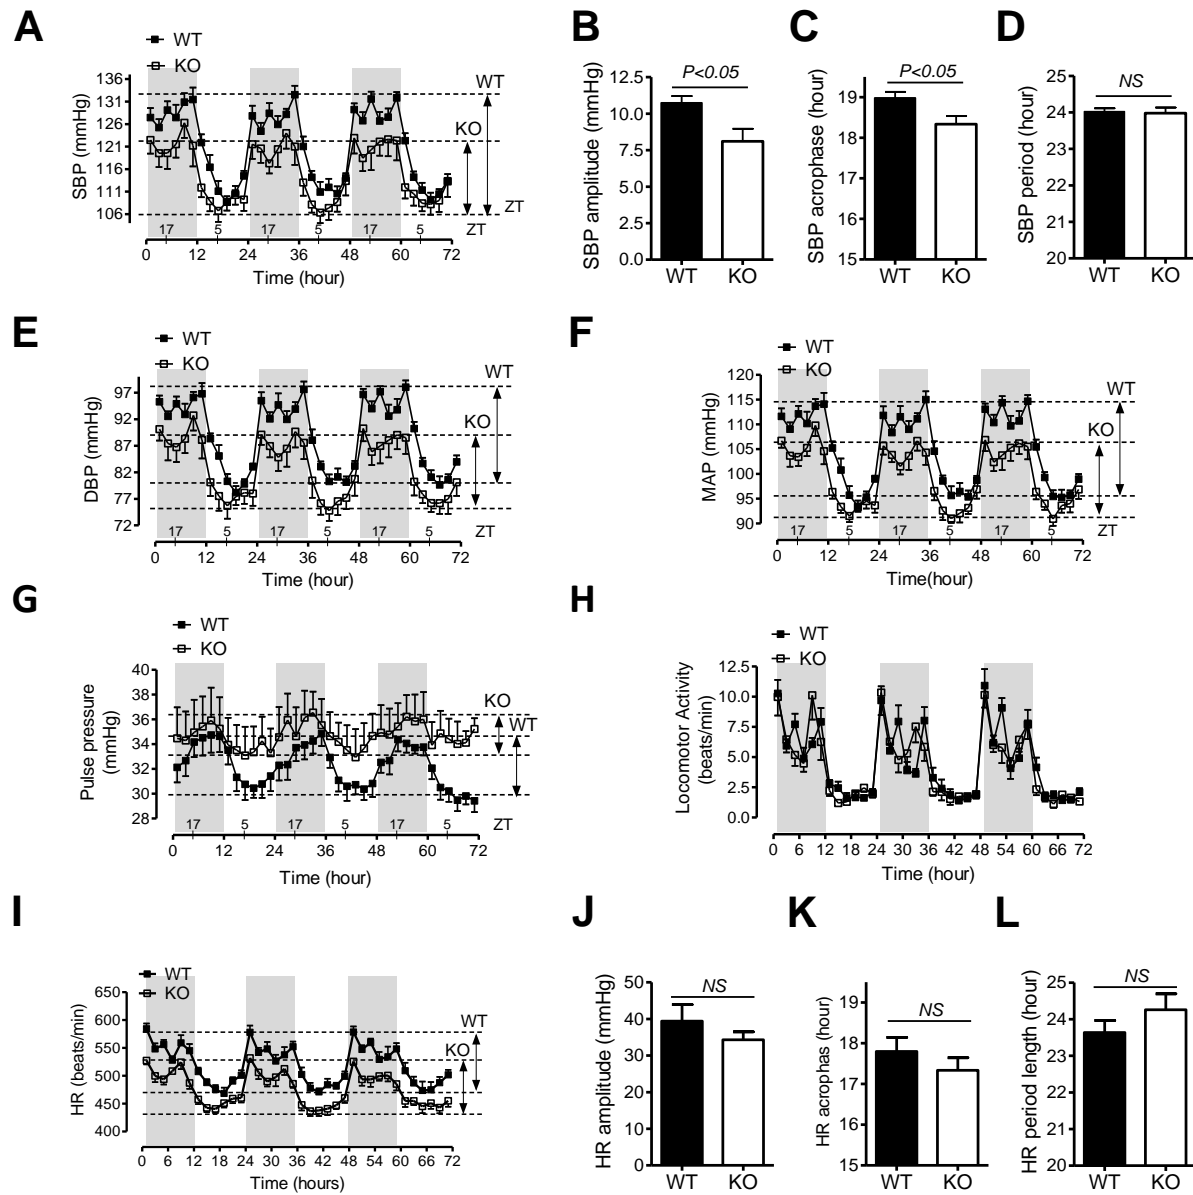 A
WT
KO
SBP (mmHg)
136
131
126
121
116
111
106
WT
KO
ZT
17 5 17 5 17 5 ZT
0 12 24 36 48 60 72
Time (hour)
B
SBP amplitude (mmHg)
12.5
10.0
7.5
5.0
2.5
0.0
P<0.05
WT KO
C
SBP acrophase (hour)
19
18
17
16
15
P<0.05
WT KO
D
SBP period (hour)
25
24
23
22
21
20
NS
WT KO
E
WT
KO
DBP (mmHg)
97
92
87
82
77
72
WT
KO
17 5 17 5 17 5 ZT
0 12 24 36 48 60 72
Time (hour)
F
WT
KO
MAP (mmHg)
120
115
110
105
100
95
90
WT
KO
17 5 17 5 17 5 ZT
0 12 24 36 48 60 72
Time(hour)
G
WT
KO
Pulse pressure
(mmHg)
40
38
36
34
32
30
28
KO
WT
17 5 17 5 17 5 ZT
0 12 24 36 48 60 72
Time (hour)
H
WT
KO
Locomotor Activity
(beats/min)
12.5
10.0
7.5
5.0
2.5
0.0
0 6 12 18 24 30 36 42 48 54 60 66 72
Time (hour)
I
WT
KO
HR (beats/min)
650
600
550
500
450
400
WT
KO
0 6 12 18 24 30 36 42 48 54 60 66 72
Time (hours)
J
HR amplitude (mmHg)
50
40
30
20
10
0
NS
WT KO
K
HR acrophas (hour)
19
18
17
16
15
NS
WT KO
L
HR period length (hour)
25
24
23
22
21
20
NS
WT KO